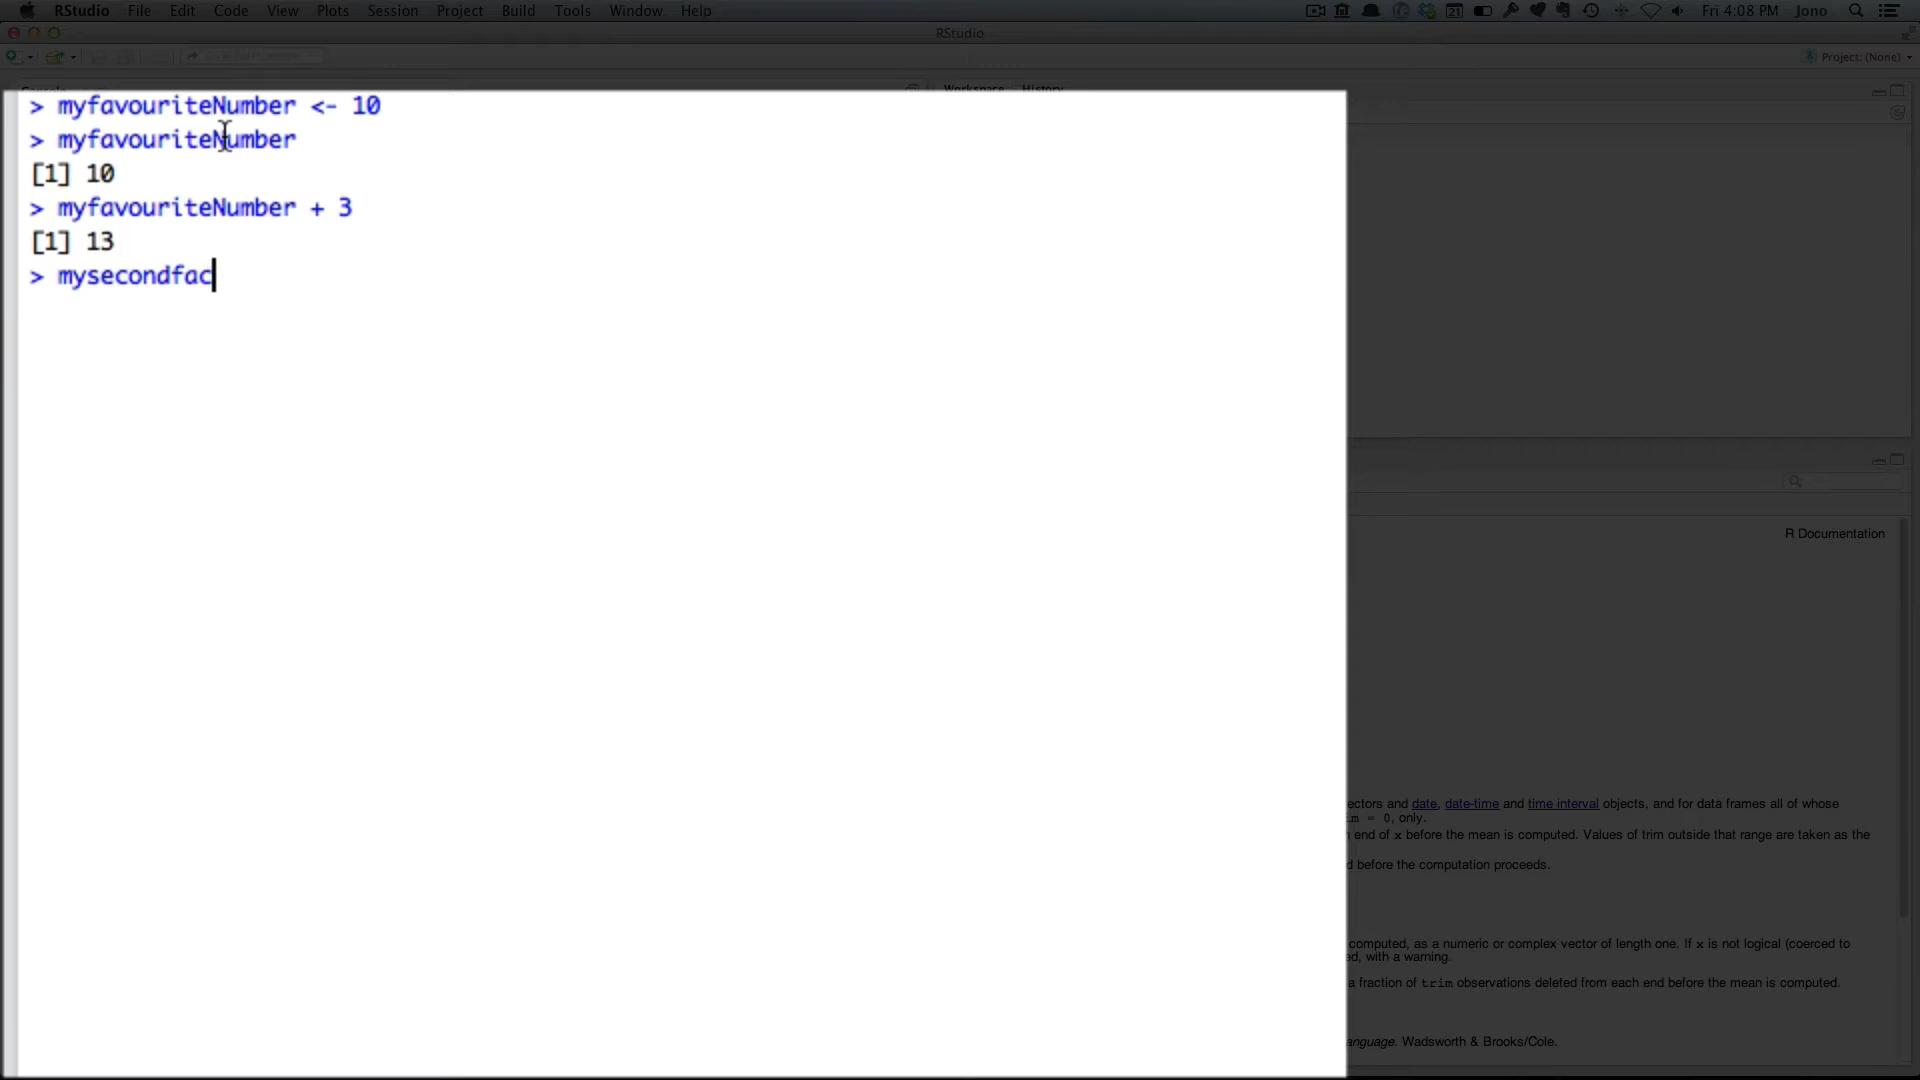 RStudio File Edit Code View Plots Session Project Build Tools Window Help 21 Fri 4:08 PM Jono
RStudio
Project: (None)
Workspace History
> myfavouriteNumber <- 10
> myfavouriteNumber
[1] 10
> myfavouriteNumber + 3
[1] 13
> mysecondfac
R Documentation
ectors and date, date-time and time interval objects, and for data frames all of whose
m = 0, only.
end of x before the mean is computed. Values of trim outside that range are taken as the
d before the computation proceeds.
computed, as a numeric or complex vector of length one. If x is not logical (coerced to
ed, with a warning.
a fraction of trim observations deleted from each end before the mean is computed.
anguage. Wadsworth & Brooks/Cole.